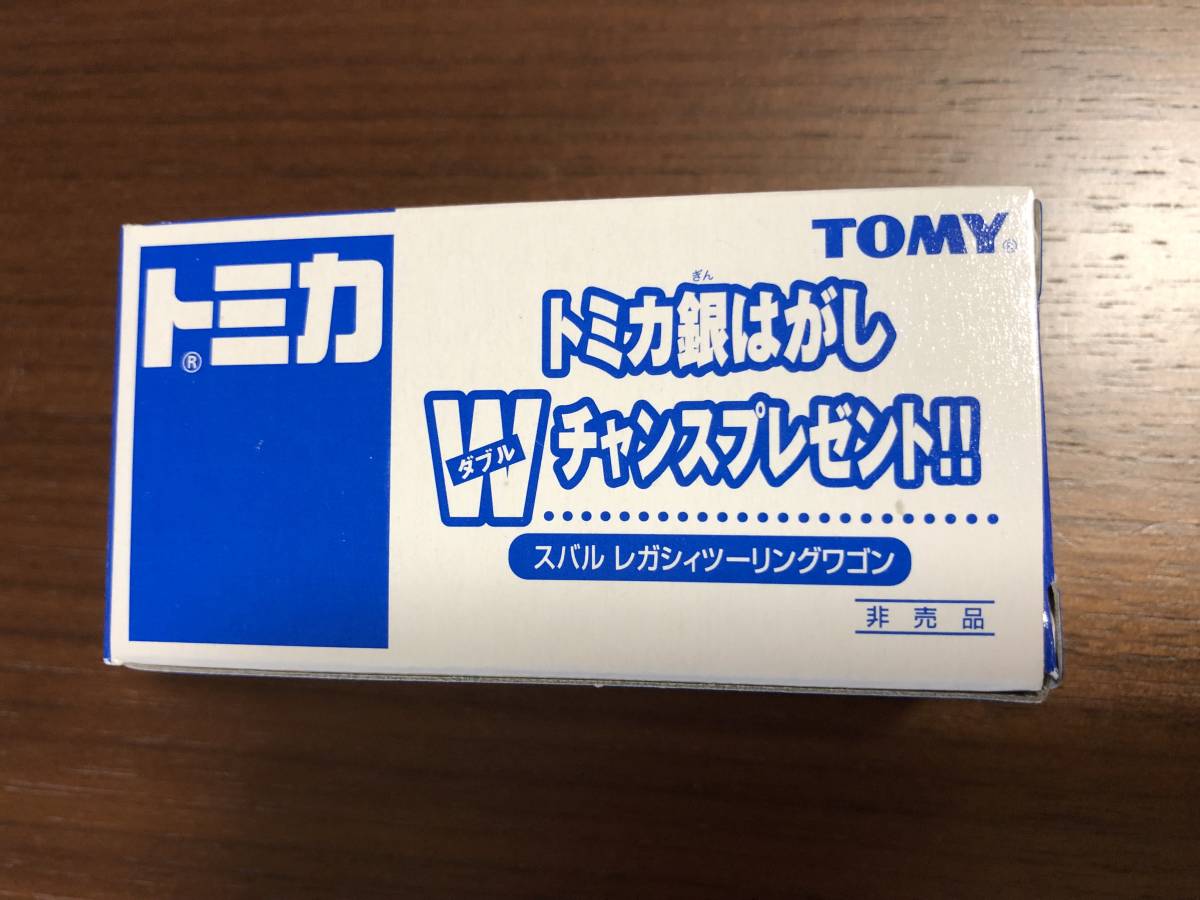 トミカ®
TOMY®
ぎん
トミカ銀はがし
Wチャンスプレゼント!!
ダブル
スバル レガシィツーリングワゴン
非売品